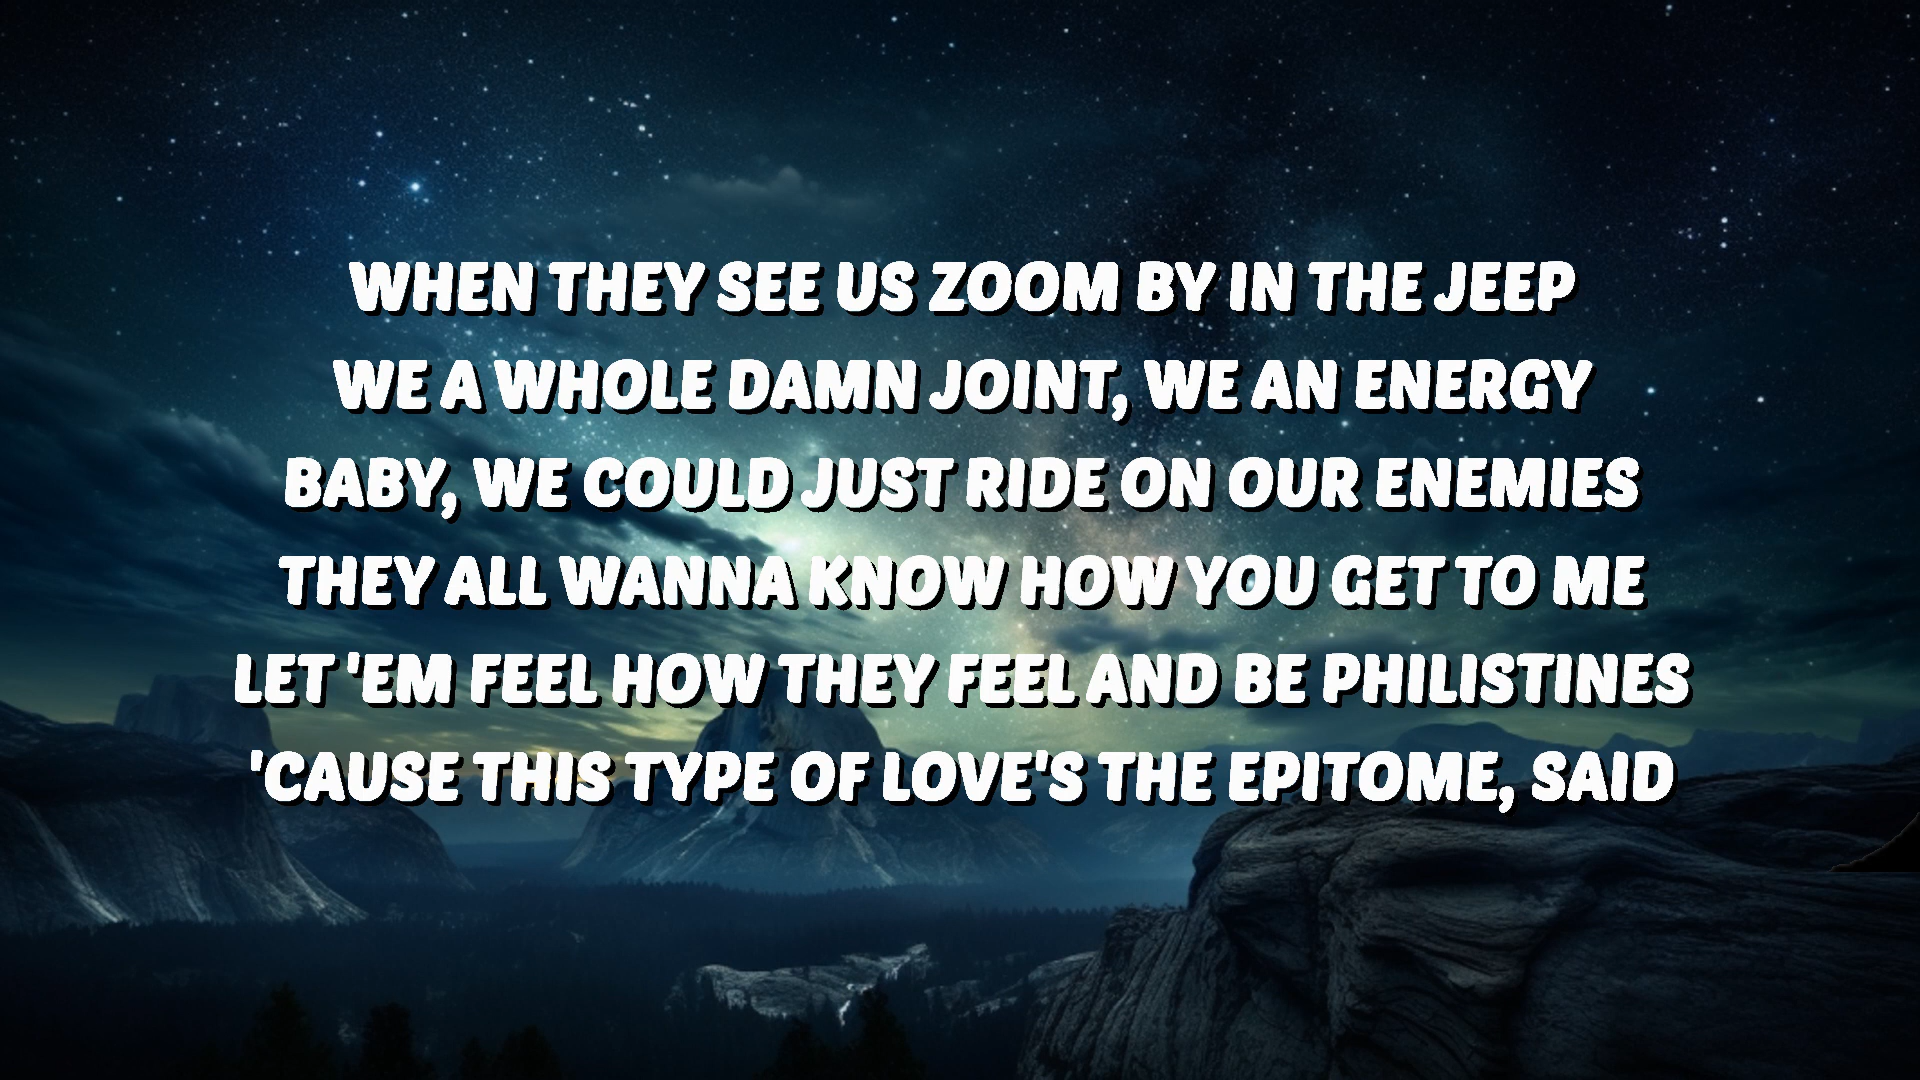 WHEN THEY SEE US ZOOM BY IN THE JEEP
WE A WHOLE DAMN JOINT, WE AN ENERGY
BABY, WE COULD JUST RIDE ON OUR ENEMIES
THEY ALL WANNA KNOW HOW YOU GET TO ME
LET 'EM FEEL HOW THEY FEEL AND BE PHILISTINES
'CAUSE THIS TYPE OF LOVE'S THE EPITOME, SAID